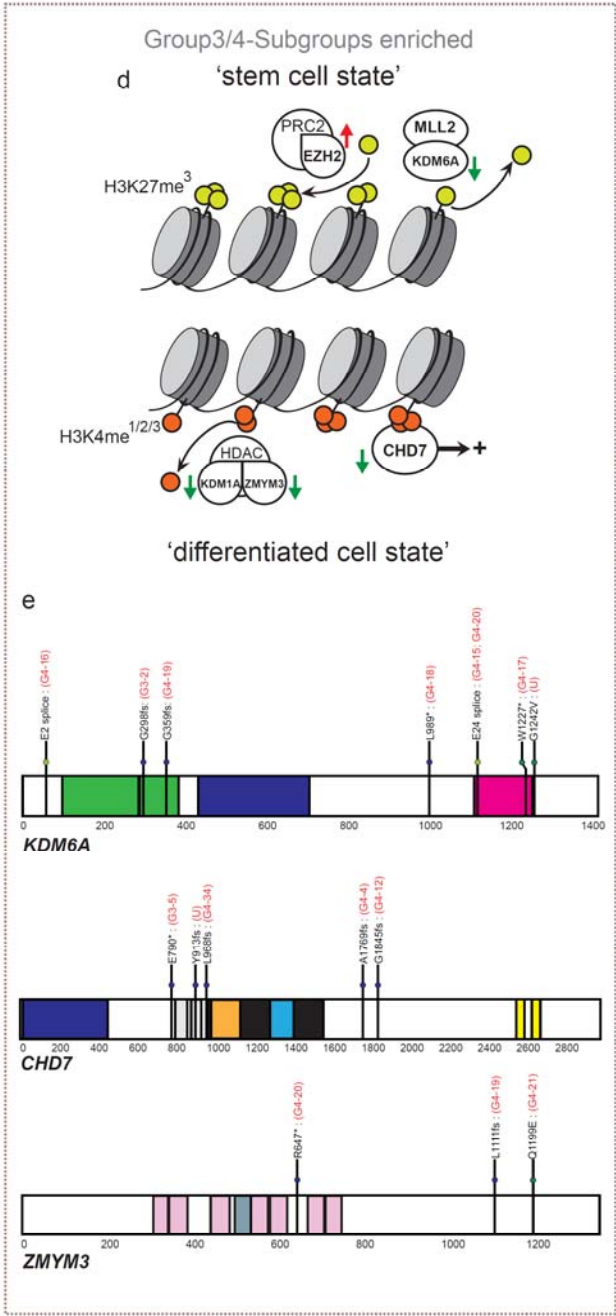 Group3/4-Subgroups enriched
d
'stem cell state'
PRC2
EZH2
MLL2
KDM6A
H3K27me3
H3K4me1/2/3
HDAC
KDM1A
ZMYM3
CHD7
+
'differentiated cell state'
e
E2 splice : (G4-16)
G298fs: (G3-2)
G359fs: (G4-19)
L989* : (G4-18)
E24 splice : (G4-15; G4-20)
W1227* : (G4-17)
G1242V : (U)
0 200 400 600 800 1000 1200 1400
KDM6A
E790* : (G3-5)
Y913fs : (U)
L968fs : (G4-34)
A1769fs : (G4-4)
G1845fs : (G4-12)
0 200 400 600 800 1000 1200 1400 1600 1800 2000 2200 2400 2600 2800
CHD7
R647* : (G4-20)
L1111fs : (G4-19)
Q1199E : (G4-21)
0 200 400 600 800 1000 1200
ZMYM3